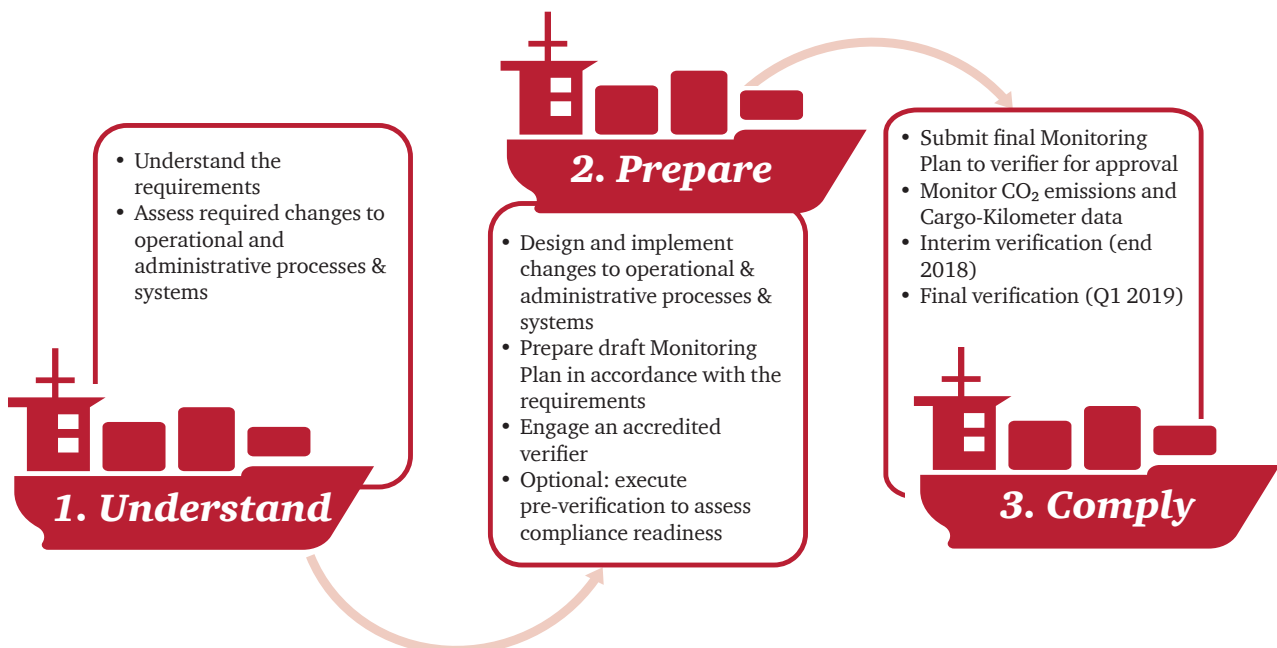 • Understand the
requirements
• Assess required changes to
operational and
administrative processes &
systems
1. Understand
2. Prepare
• Design and implement
changes to operational &
administrative processes &
systems
• Prepare draft Monitoring
Plan in accordance with the
requirements
• Engage an accredited
verifier
• Optional: execute
pre-verification to assess
compliance readiness
• Submit final Monitoring
Plan to verifier for approval
• Monitor CO₂ emissions and
Cargo-Kilometer data
• Interim verification (end
2018)
• Final verification (Q1 2019)
3. Comply